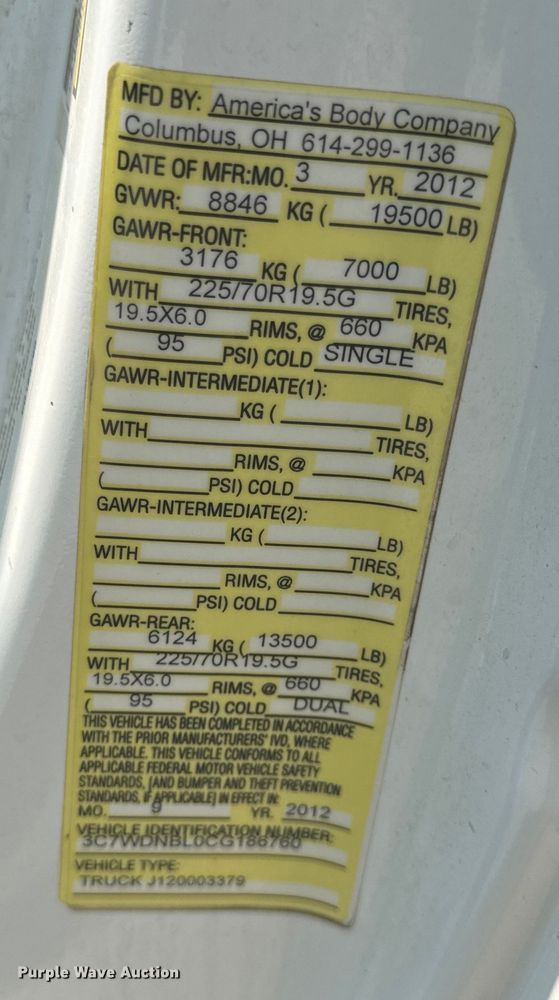 MFD BY: America's Body Company
Columbus, OH 614-299-1136
DATE OF MFR:MO. 3 YR. 2012
GVWR: 8846 KG ( 19500 LB)
GAWR-FRONT:
3176 KG ( 7000 LB)
WITH 225/70R19.5G TIRES,
19.5X6.0 RIMS, @ 660 KPA
( 95 PSI) COLD SINGLE
GAWR-INTERMEDIATE(1):
KG ( LB)
WITH TIRES,
RIMS, @ KPA
( PSI) COLD
GAWR-INTERMEDIATE(2):
KG ( LB)
WITH TIRES,
RIMS, @ KPA
( PSI) COLD
GAWR-REAR:
6124 KG ( 13500 LB)
WITH 225/70R19.5G TIRES,
19.5X6.0 RIMS, @ 660 KPA
( 95 PSI) COLD DUAL
THIS VEHICLE HAS BEEN COMPLETED IN ACCORDANCE
WITH THE PRIOR MANUFACTURERS' IVD, WHERE
APPLICABLE. THIS VEHICLE CONFORMS TO ALL
APPLICABLE FEDERAL MOTOR VEHICLE SAFETY
STANDARDS, [AND BUMPER AND THEFT PREVENTION
STANDARDS, IF APPLICABLE] IN EFFECT IN:
MO. 9 YR. 2012
VEHICLE IDENTIFICATION NUMBER:
3C7WDNBL0CG186760
VEHICLE TYPE:
TRUCK J120003379
Purple Wave Auction